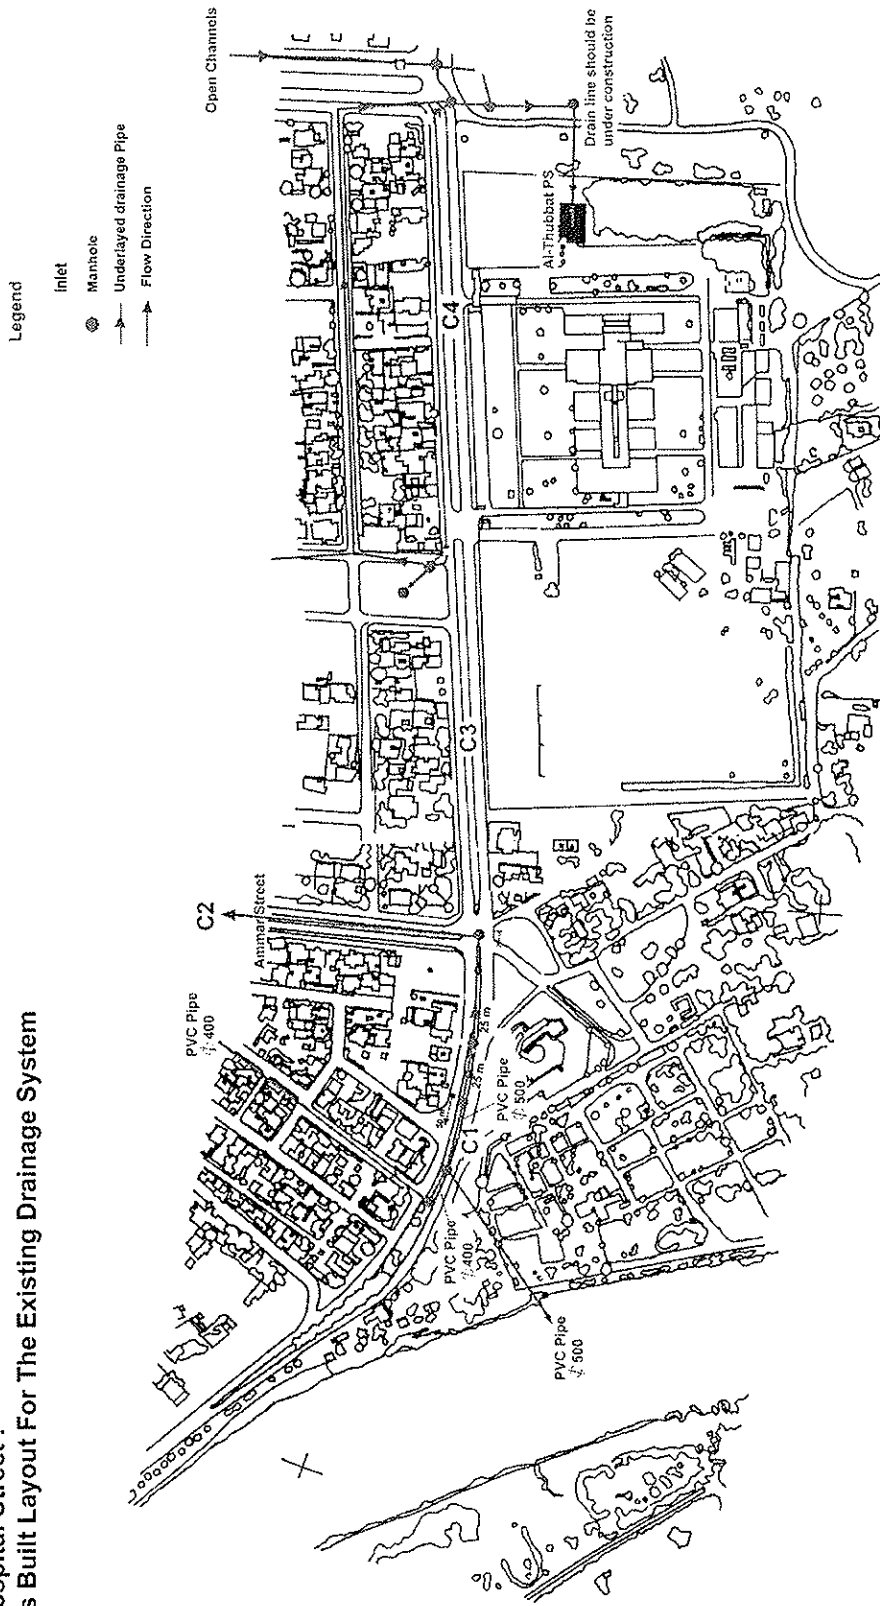 s Built Layout For The Existing Drainage System
Legend
Inlet
Manhole
Underlayed drainage Pipe
Flow Direction
Open Channels
Drain line should be
under construction
Al-Thubbat PS
C4
C3
C2
Amman Street
PVC Pipe
400
25 m
25 m
PVC Pipe
500
C1
PVC Pipe
400
PVC Pipe
500